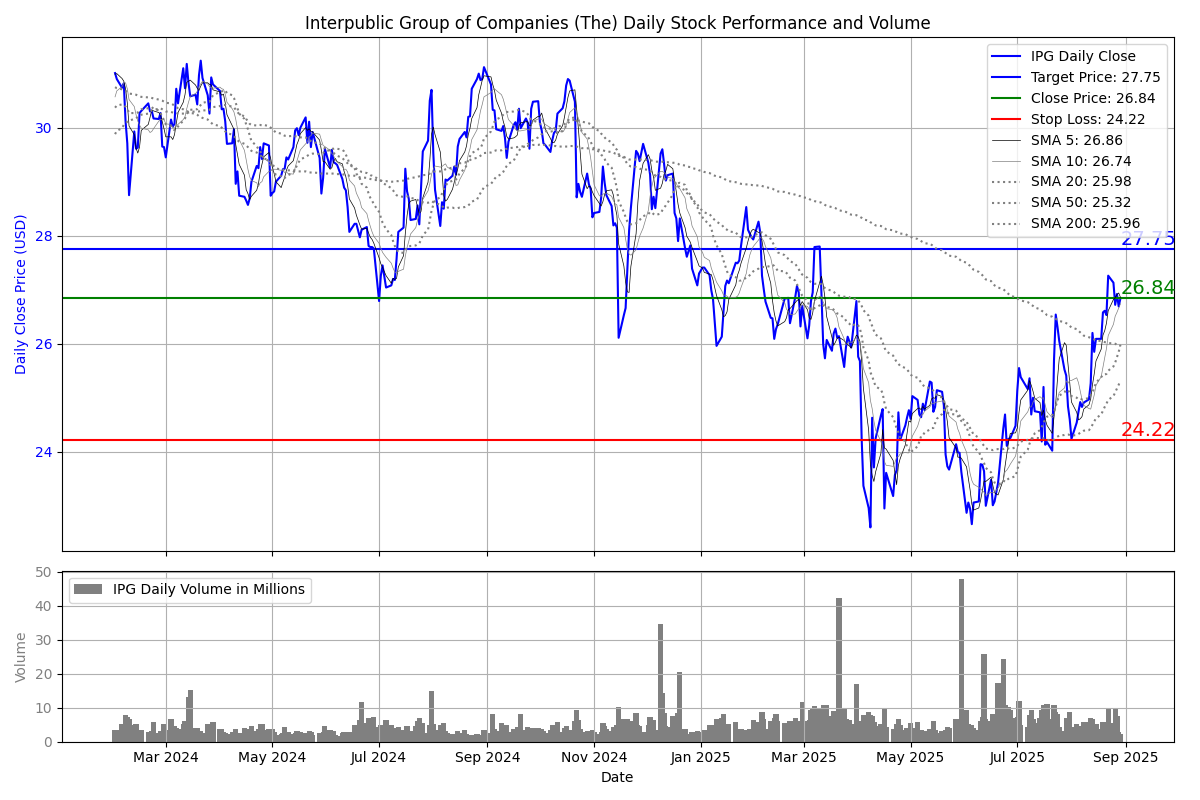 Interpublic Group of Companies (The) Daily Stock Performance and Volume
IPG Daily Close
Target Price: 27.75
Close Price: 26.84
Stop Loss: 24.22
SMA 5: 26.86
SMA 10: 26.74
SMA 20: 25.98
SMA 50: 25.32
SMA 200: 25.96
27.75
26.84
24.22
Daily Close Price (USD)
30
28
26
24
IPG Daily Volume in Millions
Volume
50
40
30
20
10
0
Mar 2024
May 2024
Jul 2024
Sep 2024
Nov 2024
Jan 2025
Mar 2025
May 2025
Jul 2025
Sep 2025
Date